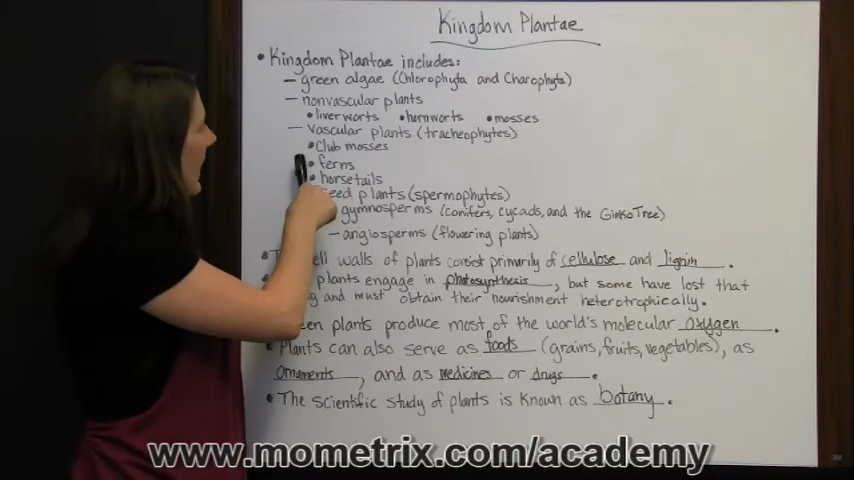 Kingdom Plantae
• Kingdom Plantae includes:
– green algae (Chlorophyta and Charophyta)
– nonvascular plants
• liverworts • hornworts • mosses
– vascular plants (tracheophytes)
• Club mosses
• ferns
• horsetails
seed plants (spermophytes)
gymnosperms (conifers, cycads, and the Ginko Tree)
– angiosperms (flowering plants)
• walls of plants consist primarily of cellulose and lignin.
plants engage in photosynthesis, but some have lost that
and must obtain their nourishment heterotrophically.
plants produce most of the world's molecular oxygen.
• Plants can also serve as foods (grains, fruits, vegetables), as
ornaments, and as medicines or drugs.
• The scientific study of plants is known as botany.
www.mometrix.com/academy